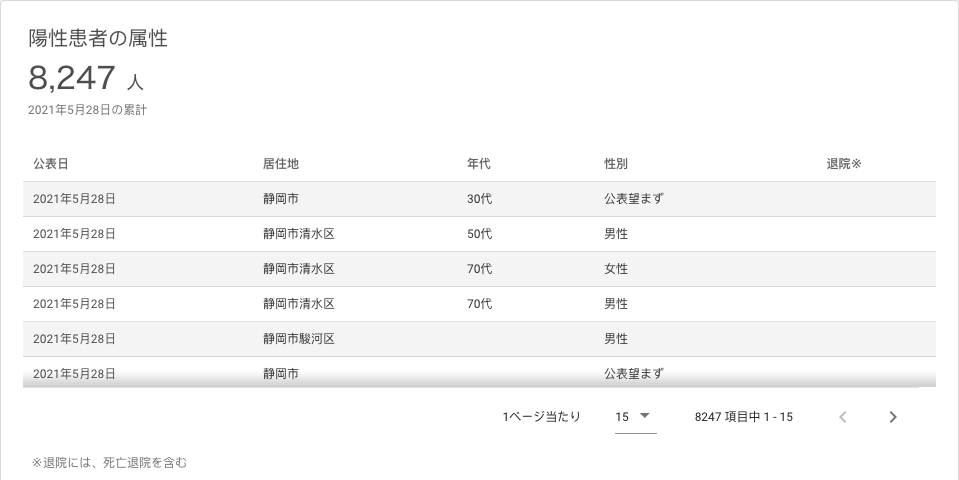 陽性患者の属性
8,247 人
2021年5月28日の累計
公表日 居住地 年代 性別 退院※
2021年5月28日 静岡市 30代 公表望まず
2021年5月28日 静岡市清水区 50代 男性
2021年5月28日 静岡市清水区 70代 女性
2021年5月28日 静岡市清水区 70代 男性
2021年5月28日 静岡市駿河区 男性
2021年5月28日 静岡市 公表望まず
1ページ当たり 15 8247 項目中 1 - 15
※退院には、死亡退院を含む